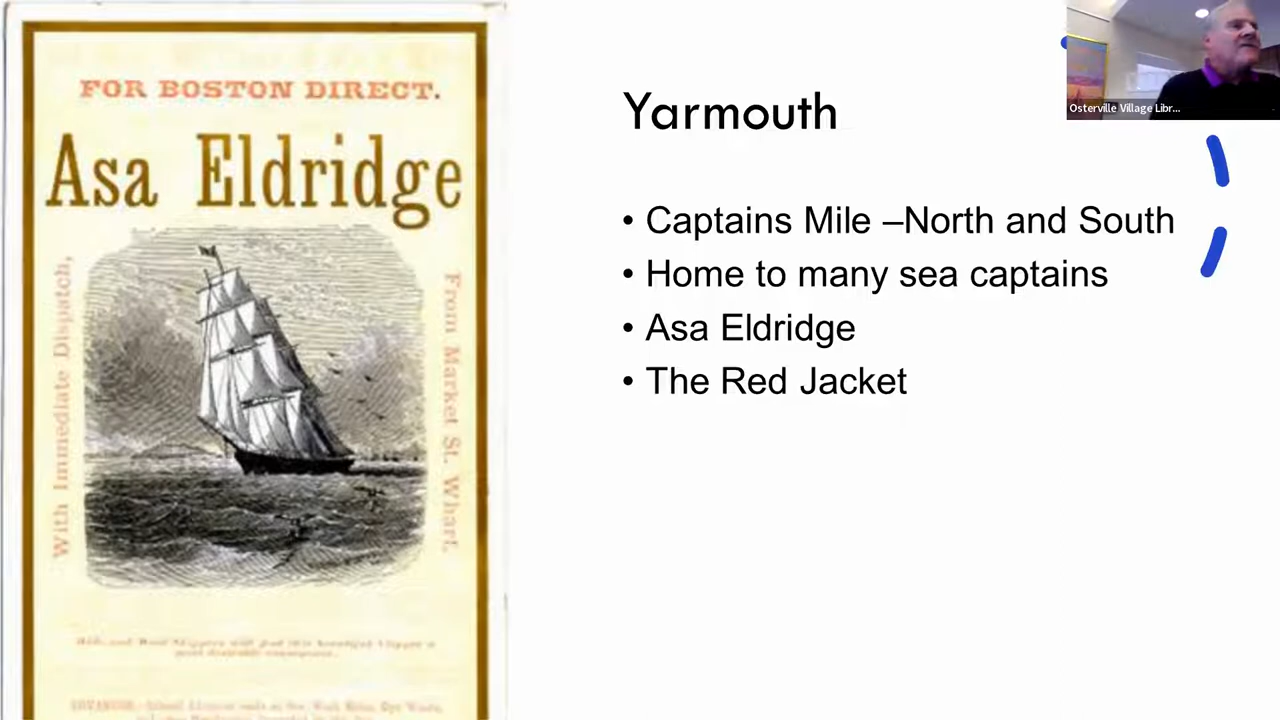 FOR BOSTON DIRECT.
Asa Eldridge
With Immediate Dispatch,
From Market St. Wharf.
Yarmouth
• Captains Mile –North and South
• Home to many sea captains
• Asa Eldridge
• The Red Jacket
Osterville Village Libr...